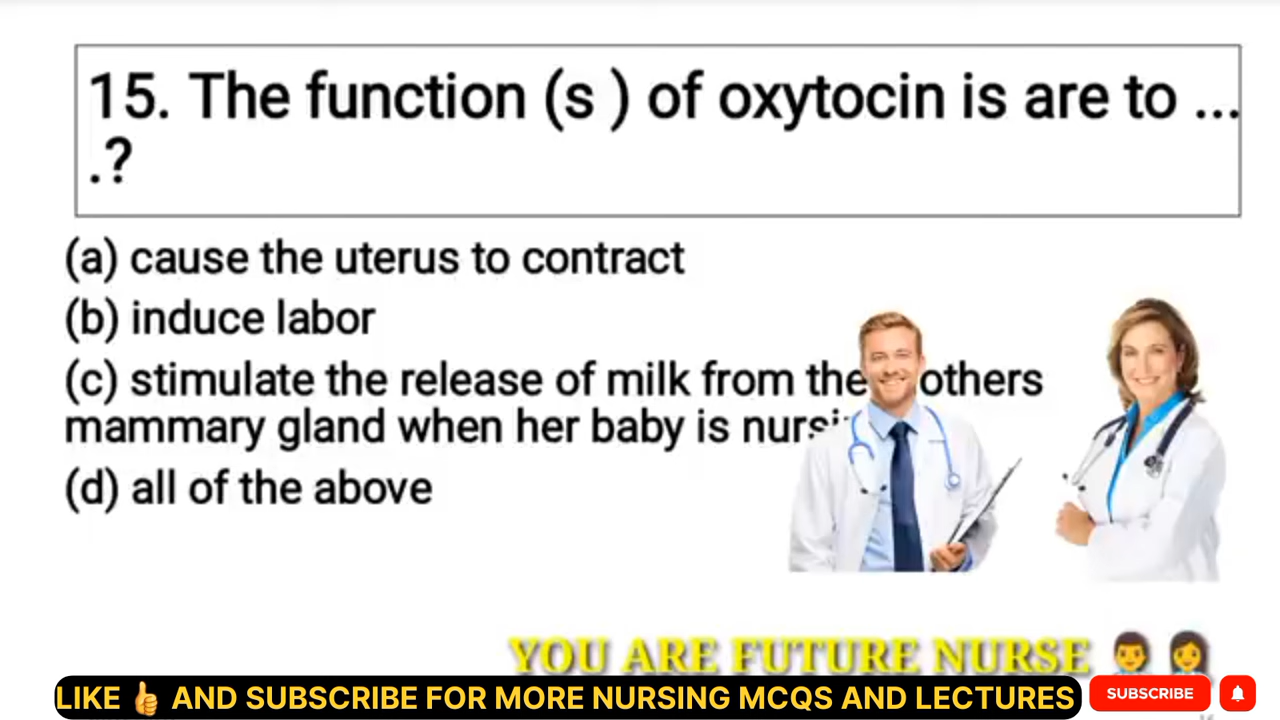 15. The function (s ) of oxytocin is are to ...
.?
(a) cause the uterus to contract
(b) induce labor
(c) stimulate the release of milk from the others
mammary gland when her baby is
(d) all of the above
YOU ARE FUTURE NURSE 👨‍⚕️ 👩‍⚕️
LIKE 👍 AND SUBSCRIBE FOR MORE NURSING MCQS AND LECTURES
SUBSCRIBE